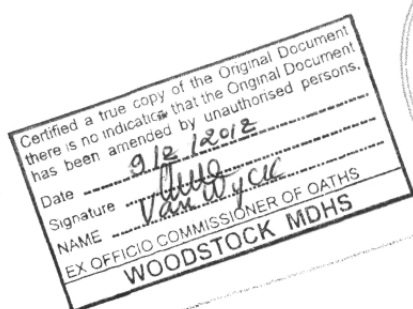 Certified a true copy of the Original Document
there is no indication that the Original Document
has been amended by unauthorised persons.
Date 9/2/2012
Signature
NAME Van Wyck
EX OFFICIO COMMISSIONER OF OATHS
WOODSTOCK MDHS